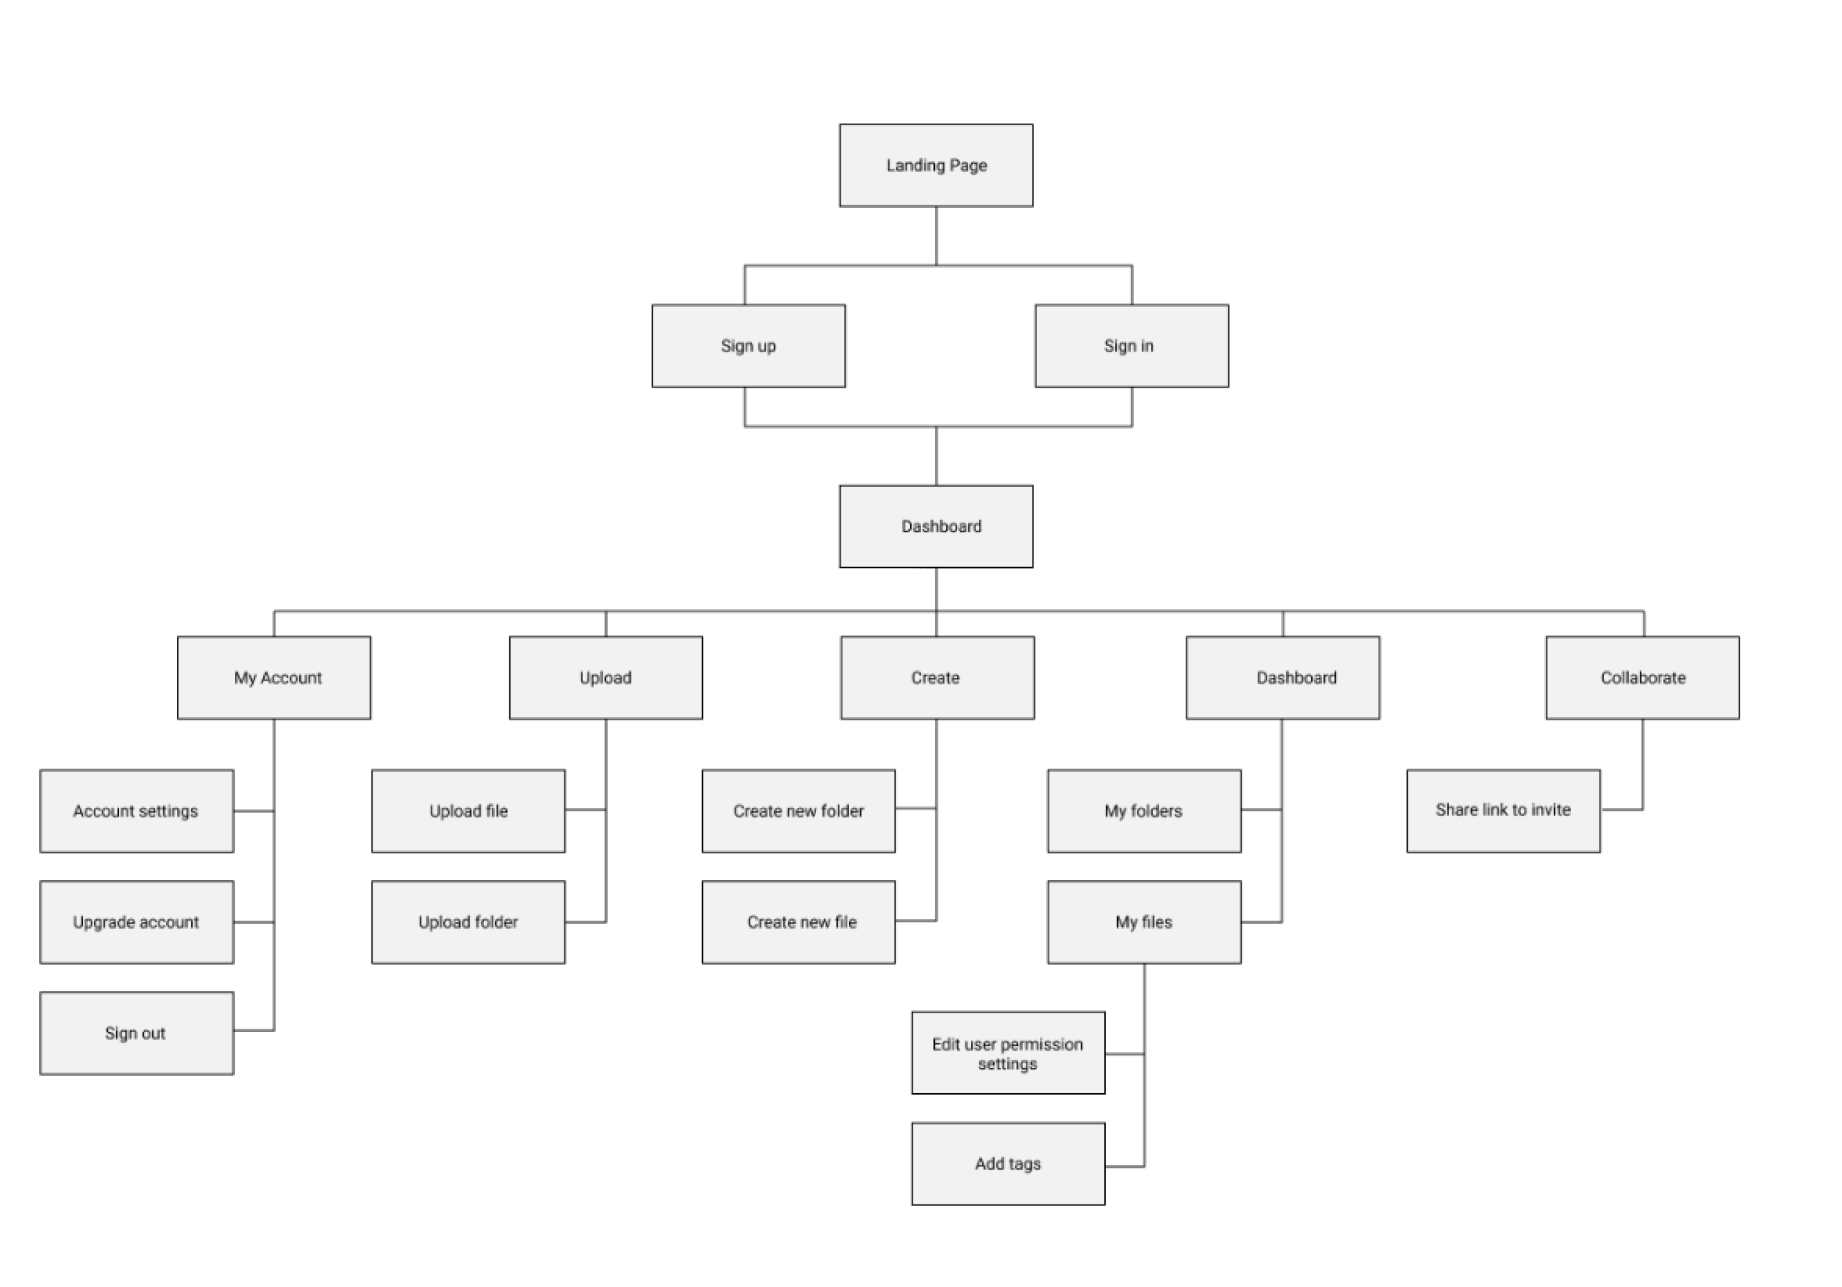 Landing Page
Sign up
Sign in
Dashboard
My Account
Upload
Create
Dashboard
Collaborate
Account settings
Upload file
Create new folder
My folders
Share link to invite
Upgrade account
Upload folder
Create new file
My files
Sign out
Edit user permission
settings
Add tags